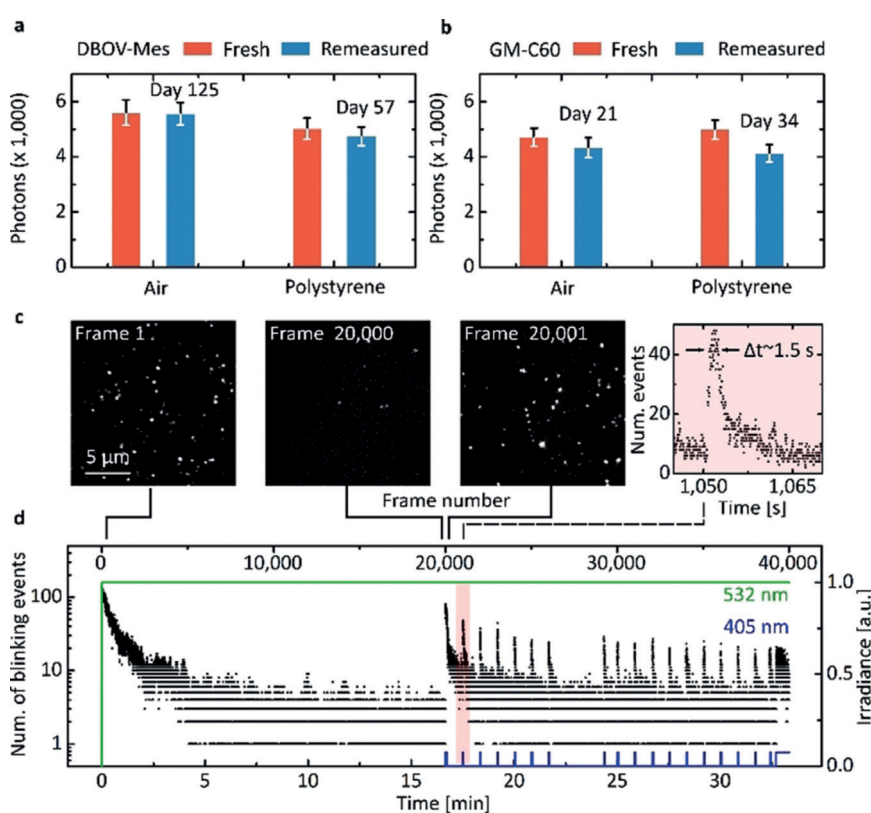 a
DBOV-Mes Fresh Remeasured
Photons (x 1,000)
6
4
2
0
Day 125
Day 57
Air Polystyrene
b
GM-C60 Fresh Remeasured
Photons (x 1,000)
6
4
2
0
Day 21
Day 34
Air Polystyrene
c
Frame 1
5 µm
Frame 20,000
Frame 20,001
Num. events
40
20
0
Δt~1.5 s
1,050 1,065
Time [s]
Frame number
d
0 10,000 20,000 30,000 40,000
Num. of blinking events
100
10
1
532 nm
405 nm
1.0
0.5
0.0
Irradiance [a.u.]
0 5 10 15 20 25 30
Time [min]